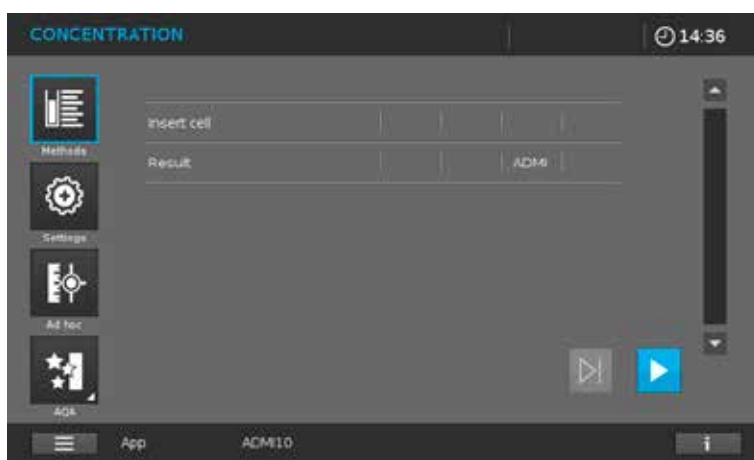 CONCENTRATION 14:36
Methods
Insert cell
Result ADMI
Settings
Ad hoc
AQA
App ADMI10 i